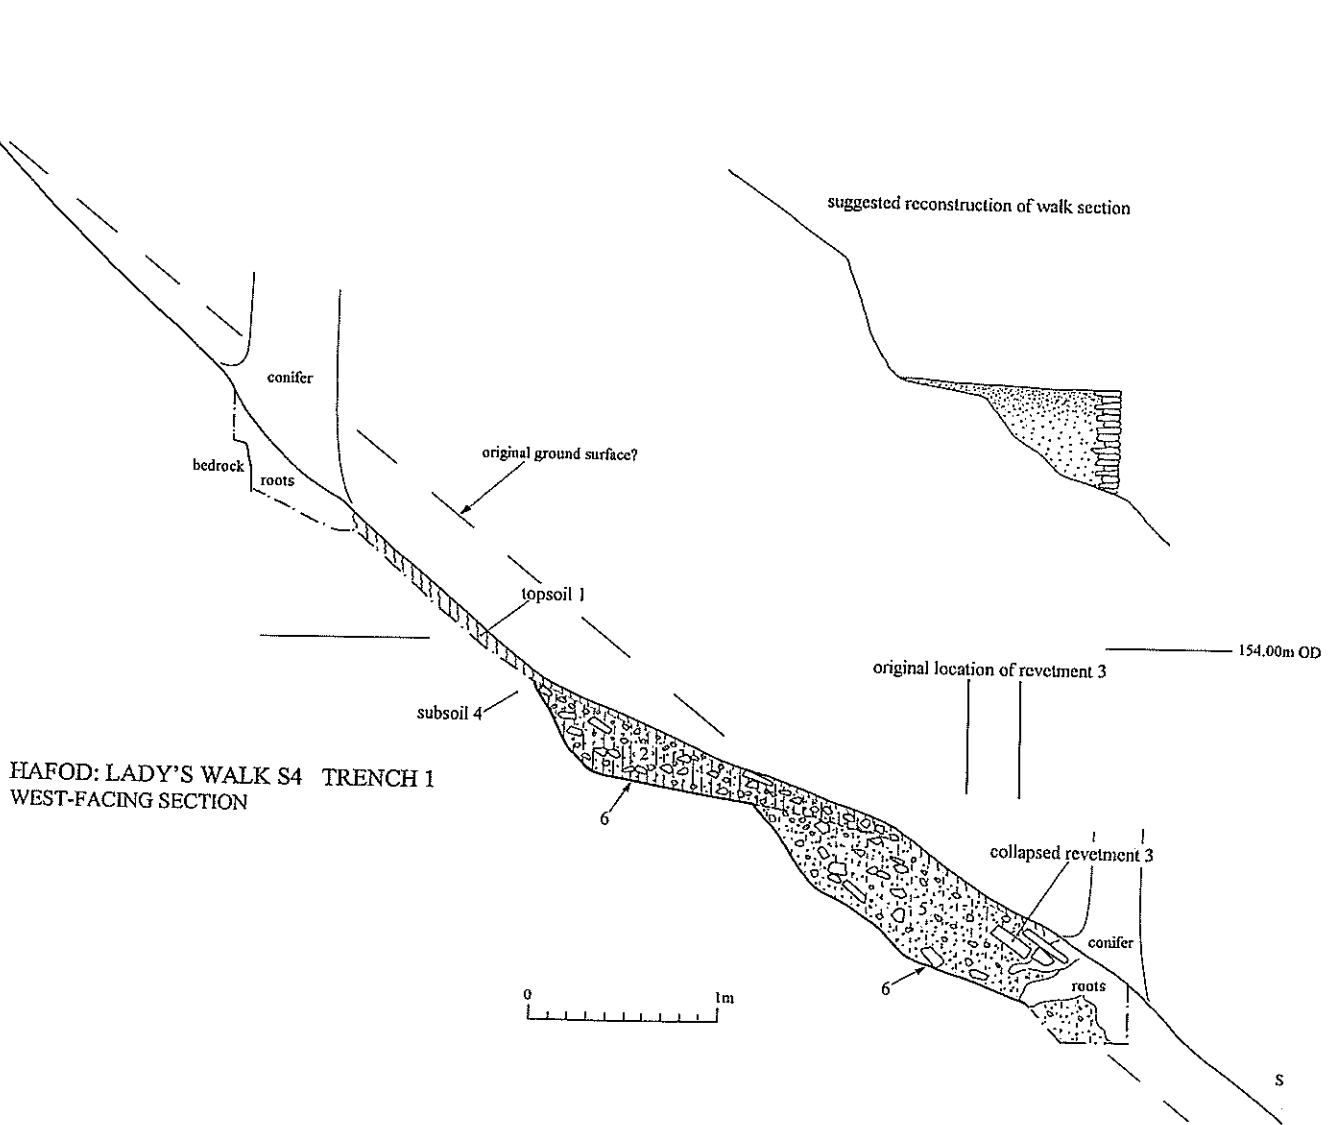 suggested reconstruction of walk section
conifer
original ground surface?
bedrock
roots
topsoil 1
154.00m OD
original location of revetment 3
subsoil 4
2
HAFOD: LADY'S WALK S4 TRENCH 1
WEST-FACING SECTION
6
collapsed revetment 3
5
conifer
6
roots
0 1m
S